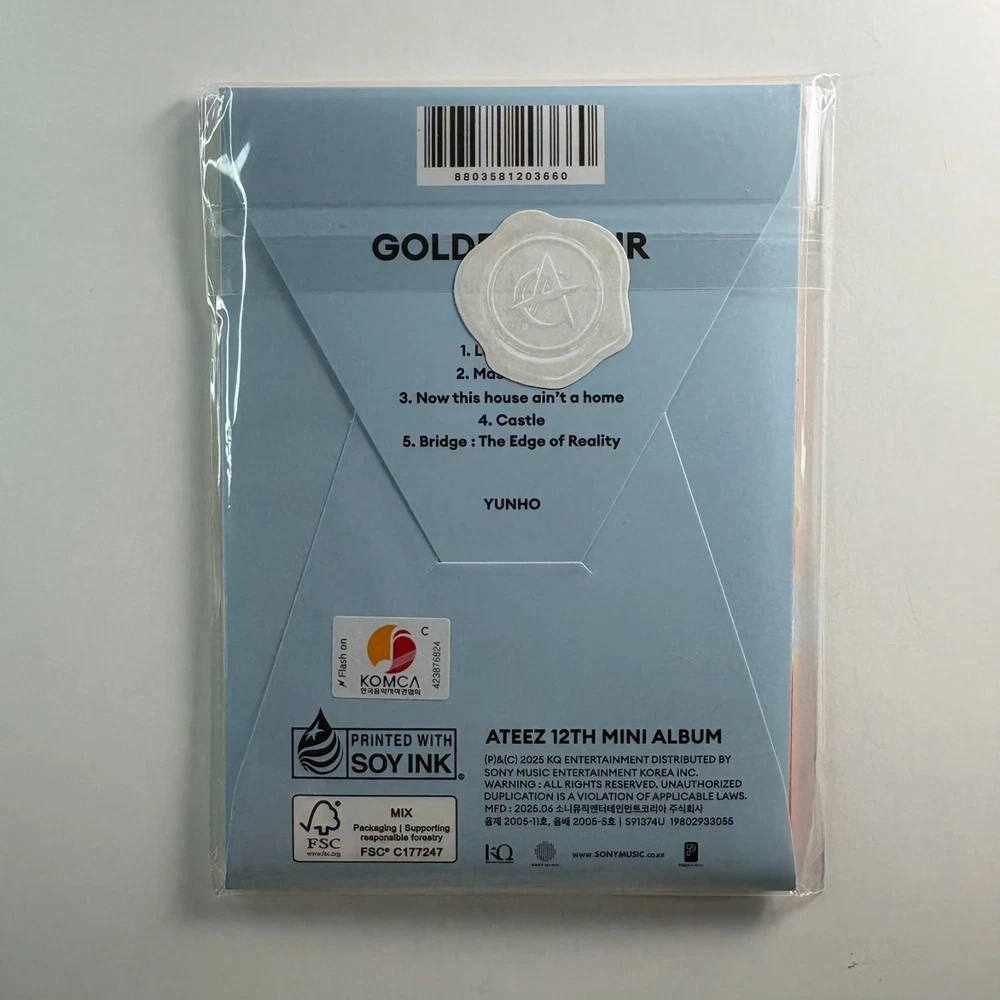 8803581203660
GOLDE R
1. L
2. Mas
3. Now this house ain't a home
4. Castle
5. Bridge : The Edge of Reality
YUNHO
Flash on
C
KOMCA
한국음악저작권협회
423876824
PRINTED WITH
SOY INK
ATEEZ 12TH MINI ALBUM
(P)&(C) 2025 KQ ENTERTAINMENT DISTRIBUTED BY
SONY MUSIC ENTERTAINMENT KOREA INC.
WARNING : ALL RIGHTS RESERVED. UNAUTHORIZED
DUPLICATION IS A VIOLATION OF APPLICABLE LAWS.
MFD : 2025.06 소니뮤직엔터테인먼트코리아 주식회사
음제 2005-11호, 음배 2005-5호 | S91374U 19802933055
FSC
www.fsc.org
MIX
Packaging | Supporting
responsible forestry
FSC® C177247
KQ
www.SONYMUSIC.co.kr